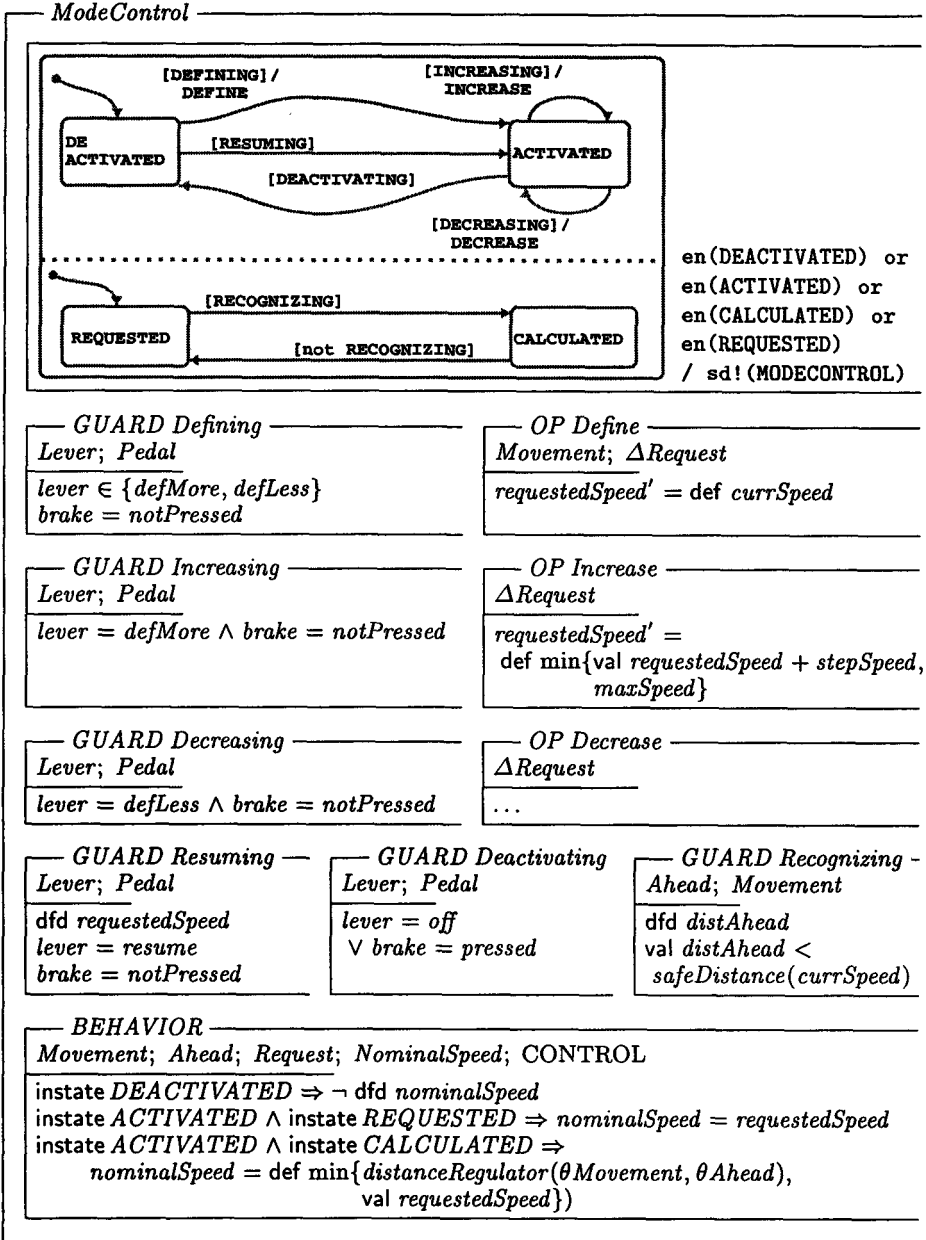 ModeControl
[DEFINING]/
DEFINE
[INCREASING]/
INCREASE
DE
ACTIVATED
[RESUMING]
ACTIVATED
[DEACTIVATING]
[DECREASING]/
DECREASE
REQUESTED
[RECOGNIZING]
[not RECOGNIZING]
CALCULATED
en(DEACTIVATED) or
en(ACTIVATED) or
en(CALCULATED) or
en(REQUESTED)
/ sd!(MODECONTROL)
GUARD Defining
Lever; Pedal
lever ∈ {defMore, defLess}
brake = notPressed
OP Define
Movement; ΔRequest
requestedSpeed′ = def currSpeed
GUARD Increasing
Lever; Pedal
lever = defMore ∧ brake = notPressed
OP Increase
ΔRequest
requestedSpeed′ =
def min{val requestedSpeed + stepSpeed,
maxSpeed}
GUARD Decreasing
Lever; Pedal
lever = defLess ∧ brake = notPressed
OP Decrease
ΔRequest
...
GUARD Resuming
Lever; Pedal
dfd requestedSpeed
lever = resume
brake = notPressed
GUARD Deactivating
Lever; Pedal
lever = off
∨ brake = pressed
GUARD Recognizing
Ahead; Movement
dfd distAhead
val distAhead <
safeDistance(currSpeed)
BEHAVIOR
Movement; Ahead; Request; NominalSpeed; CONTROL
instate DEACTIVATED ⇒ ¬ dfd nominalSpeed
instate ACTIVATED ∧ instate REQUESTED ⇒ nominalSpeed = requestedSpeed
instate ACTIVATED ∧ instate CALCULATED ⇒
nominalSpeed = def min{distanceRegulator(θMovement, θAhead),
val requestedSpeed})